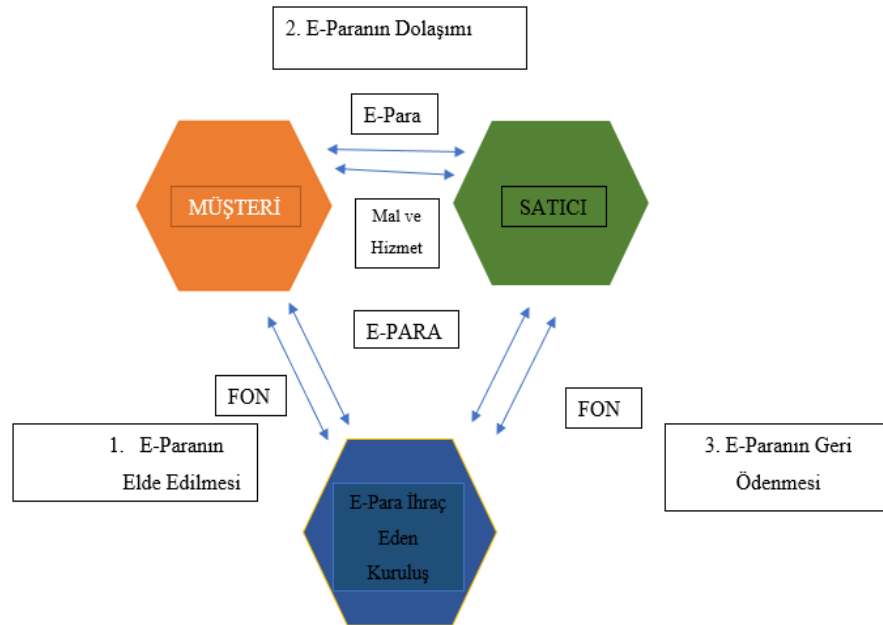 2. E-Paranın Dolaşımı
E-Para
MÜŞTERİ
SATICI
Mal ve
Hizmet
E-PARA
FON
FON
1. E-Paranın
Elde Edilmesi
3. E-Paranın Geri
Ödenmesi
E-Para İhraç
Eden
Kuruluş